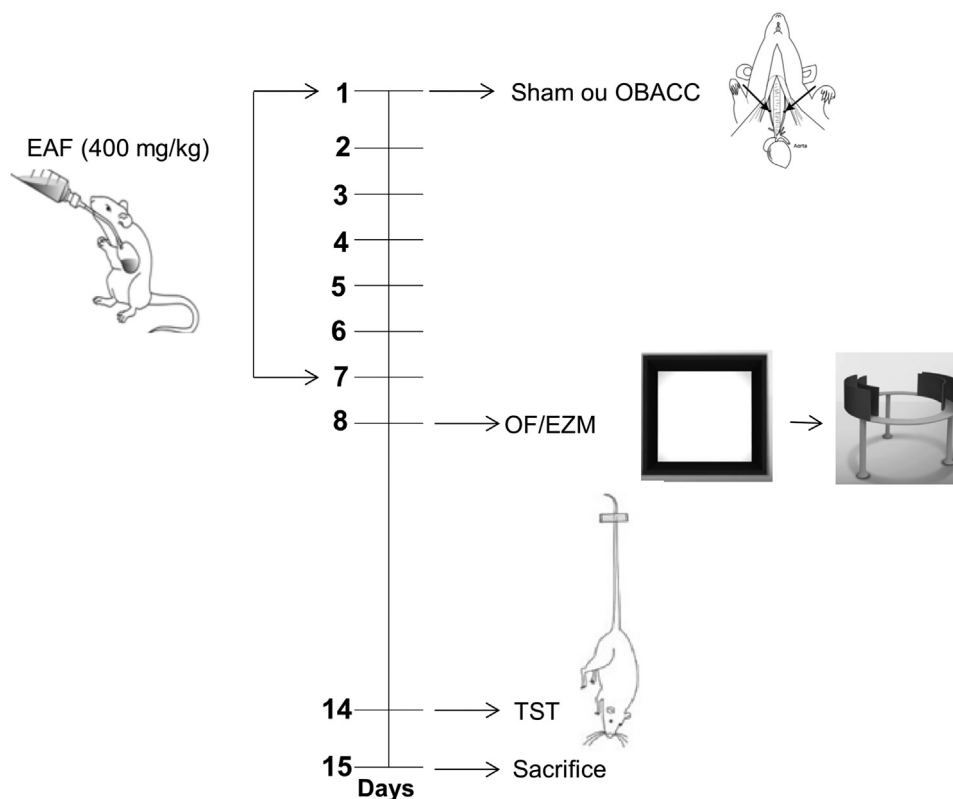 1
Sham ou OBACC
Aorta
EAF (400 mg/kg)
2
3
4
5
6
7
8
OF/EZM
14
TST
15
Sacrifice
Days